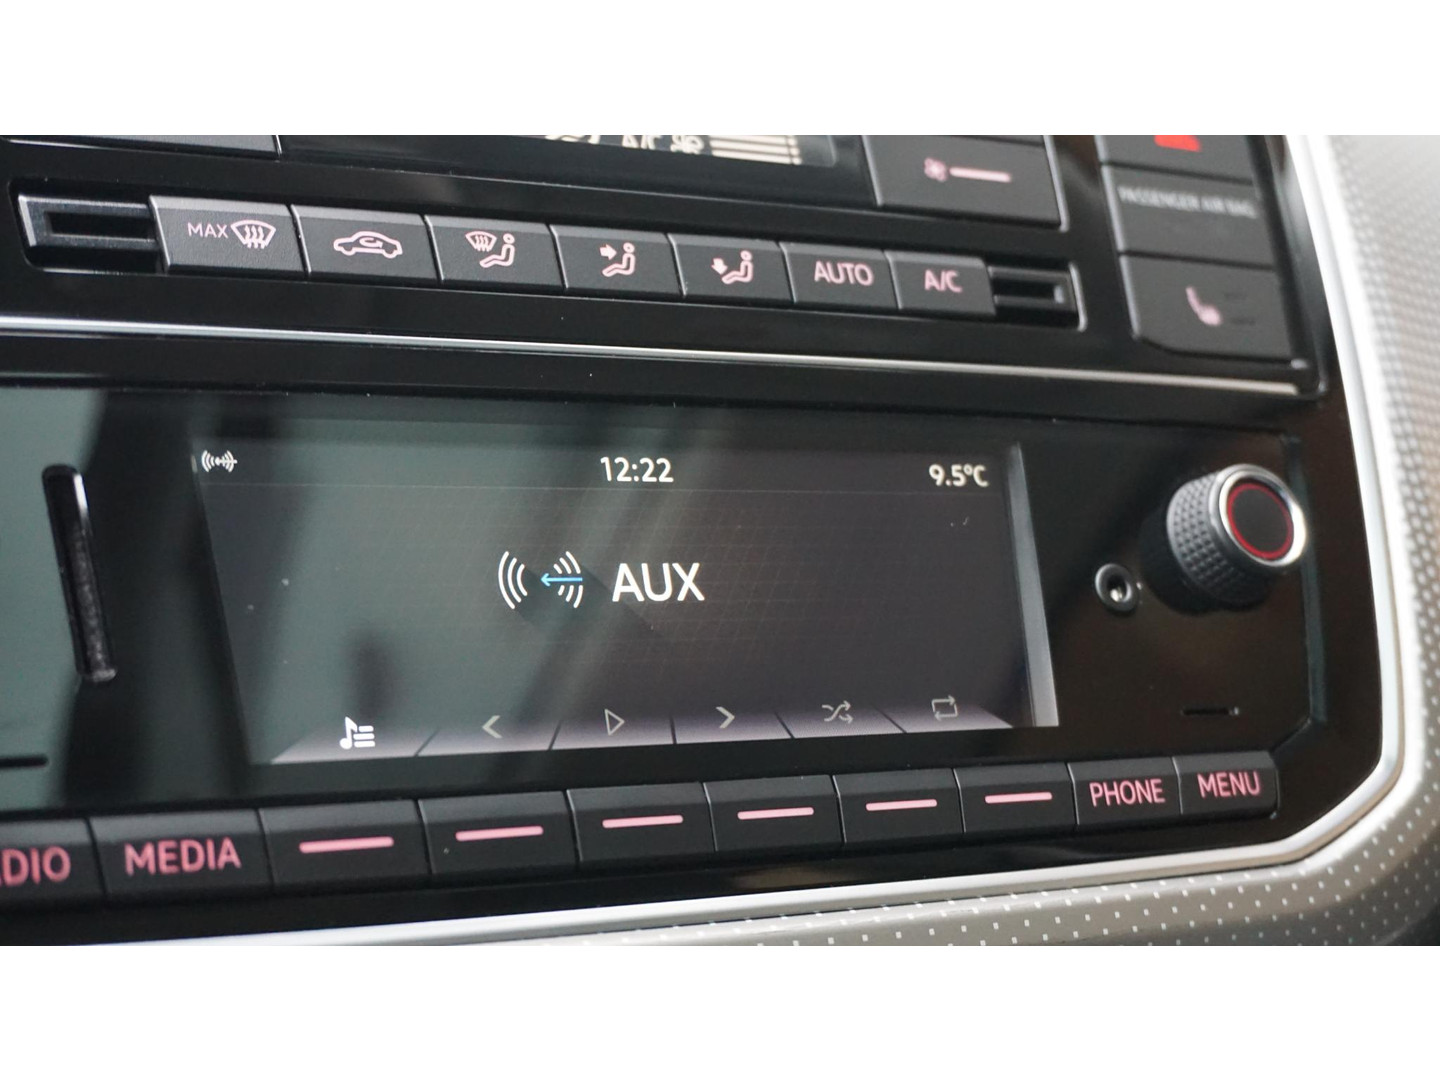 A/C
PASSENGER AIR BAG
MAX
AUTO
A/C
12:22
9.5°C
AUX
DIO
MEDIA
PHONE
MENU